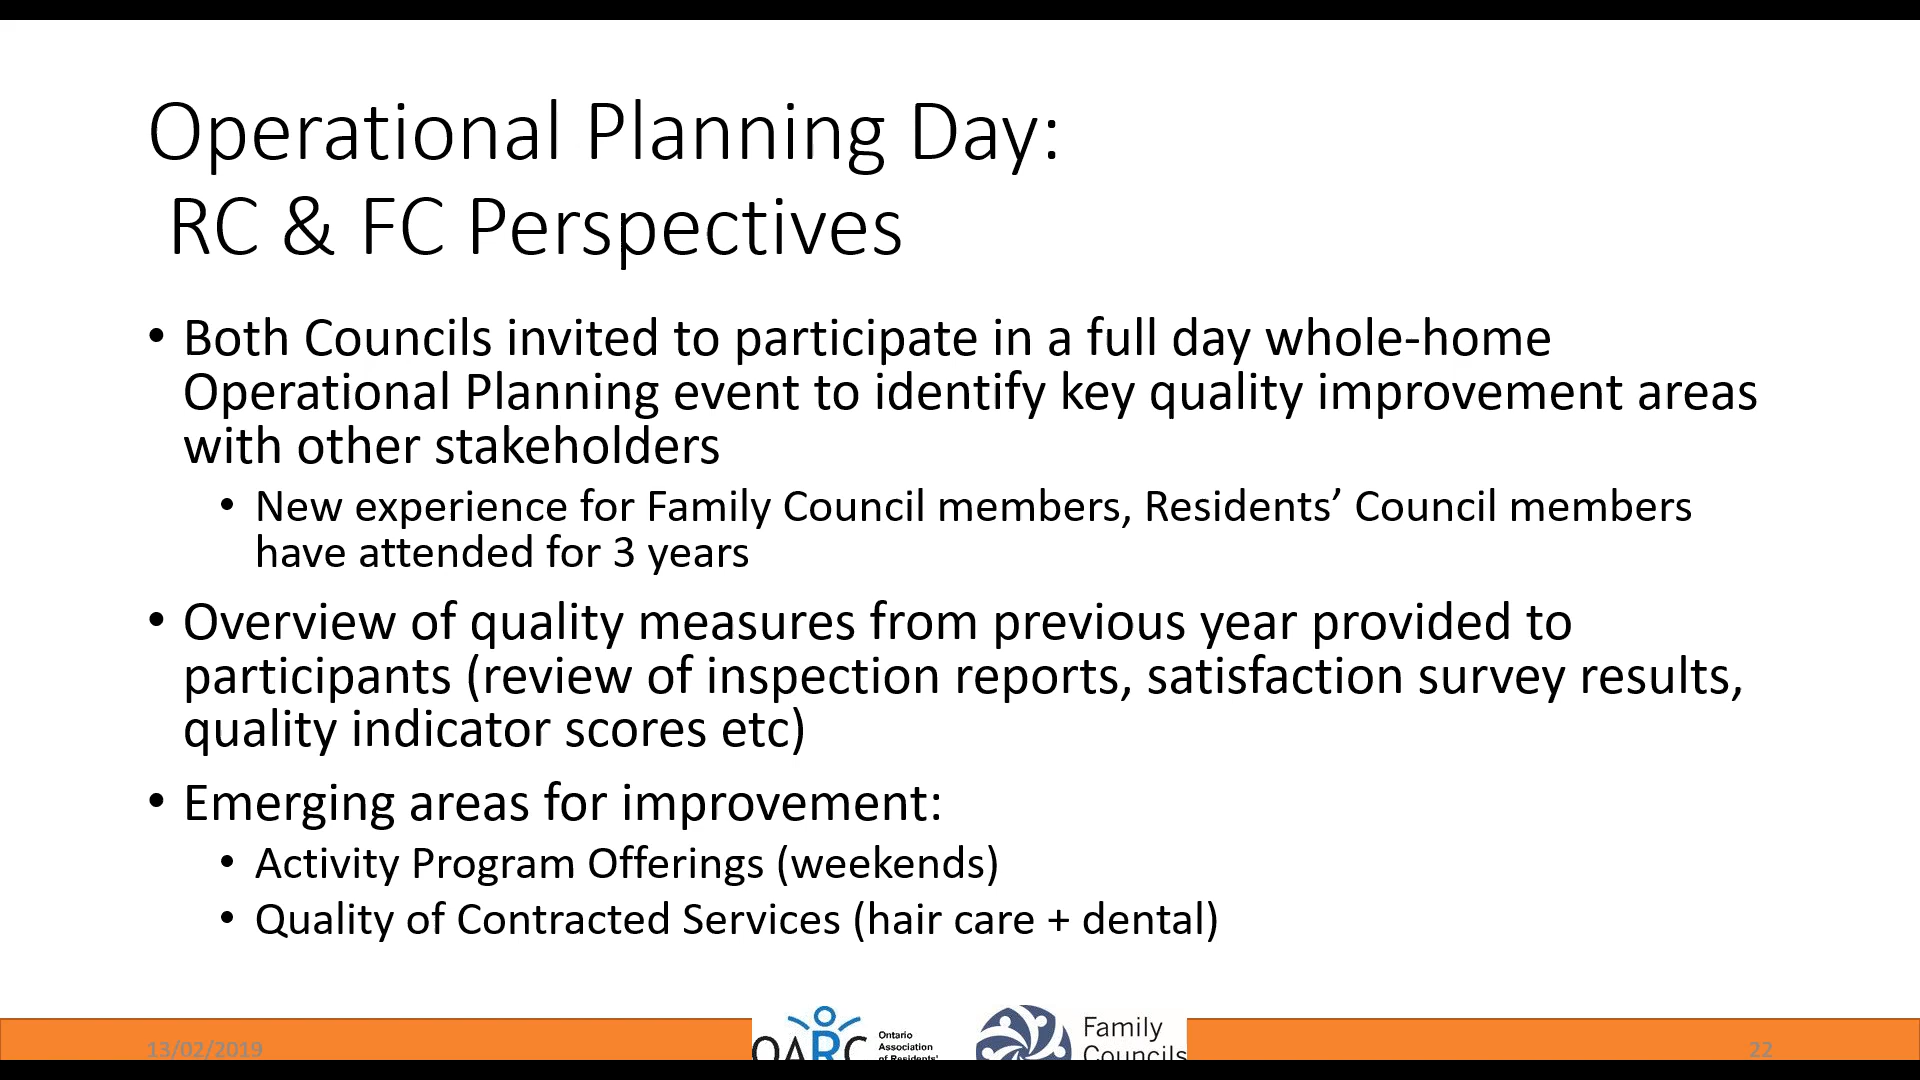 Operational Planning Day:
RC & FC Perspectives
• Both Councils invited to participate in a full day whole-home
Operational Planning event to identify key quality improvement areas
with other stakeholders
• New experience for Family Council members, Residents’ Council members
have attended for 3 years
• Overview of quality measures from previous year provided to
participants (review of inspection reports, satisfaction survey results,
quality indicator scores etc)
• Emerging areas for improvement:
• Activity Program Offerings (weekends)
• Quality of Contracted Services (hair care + dental)
13/02/2019
OARC
Ontario
Association
of Residents'
Family
Councils
22